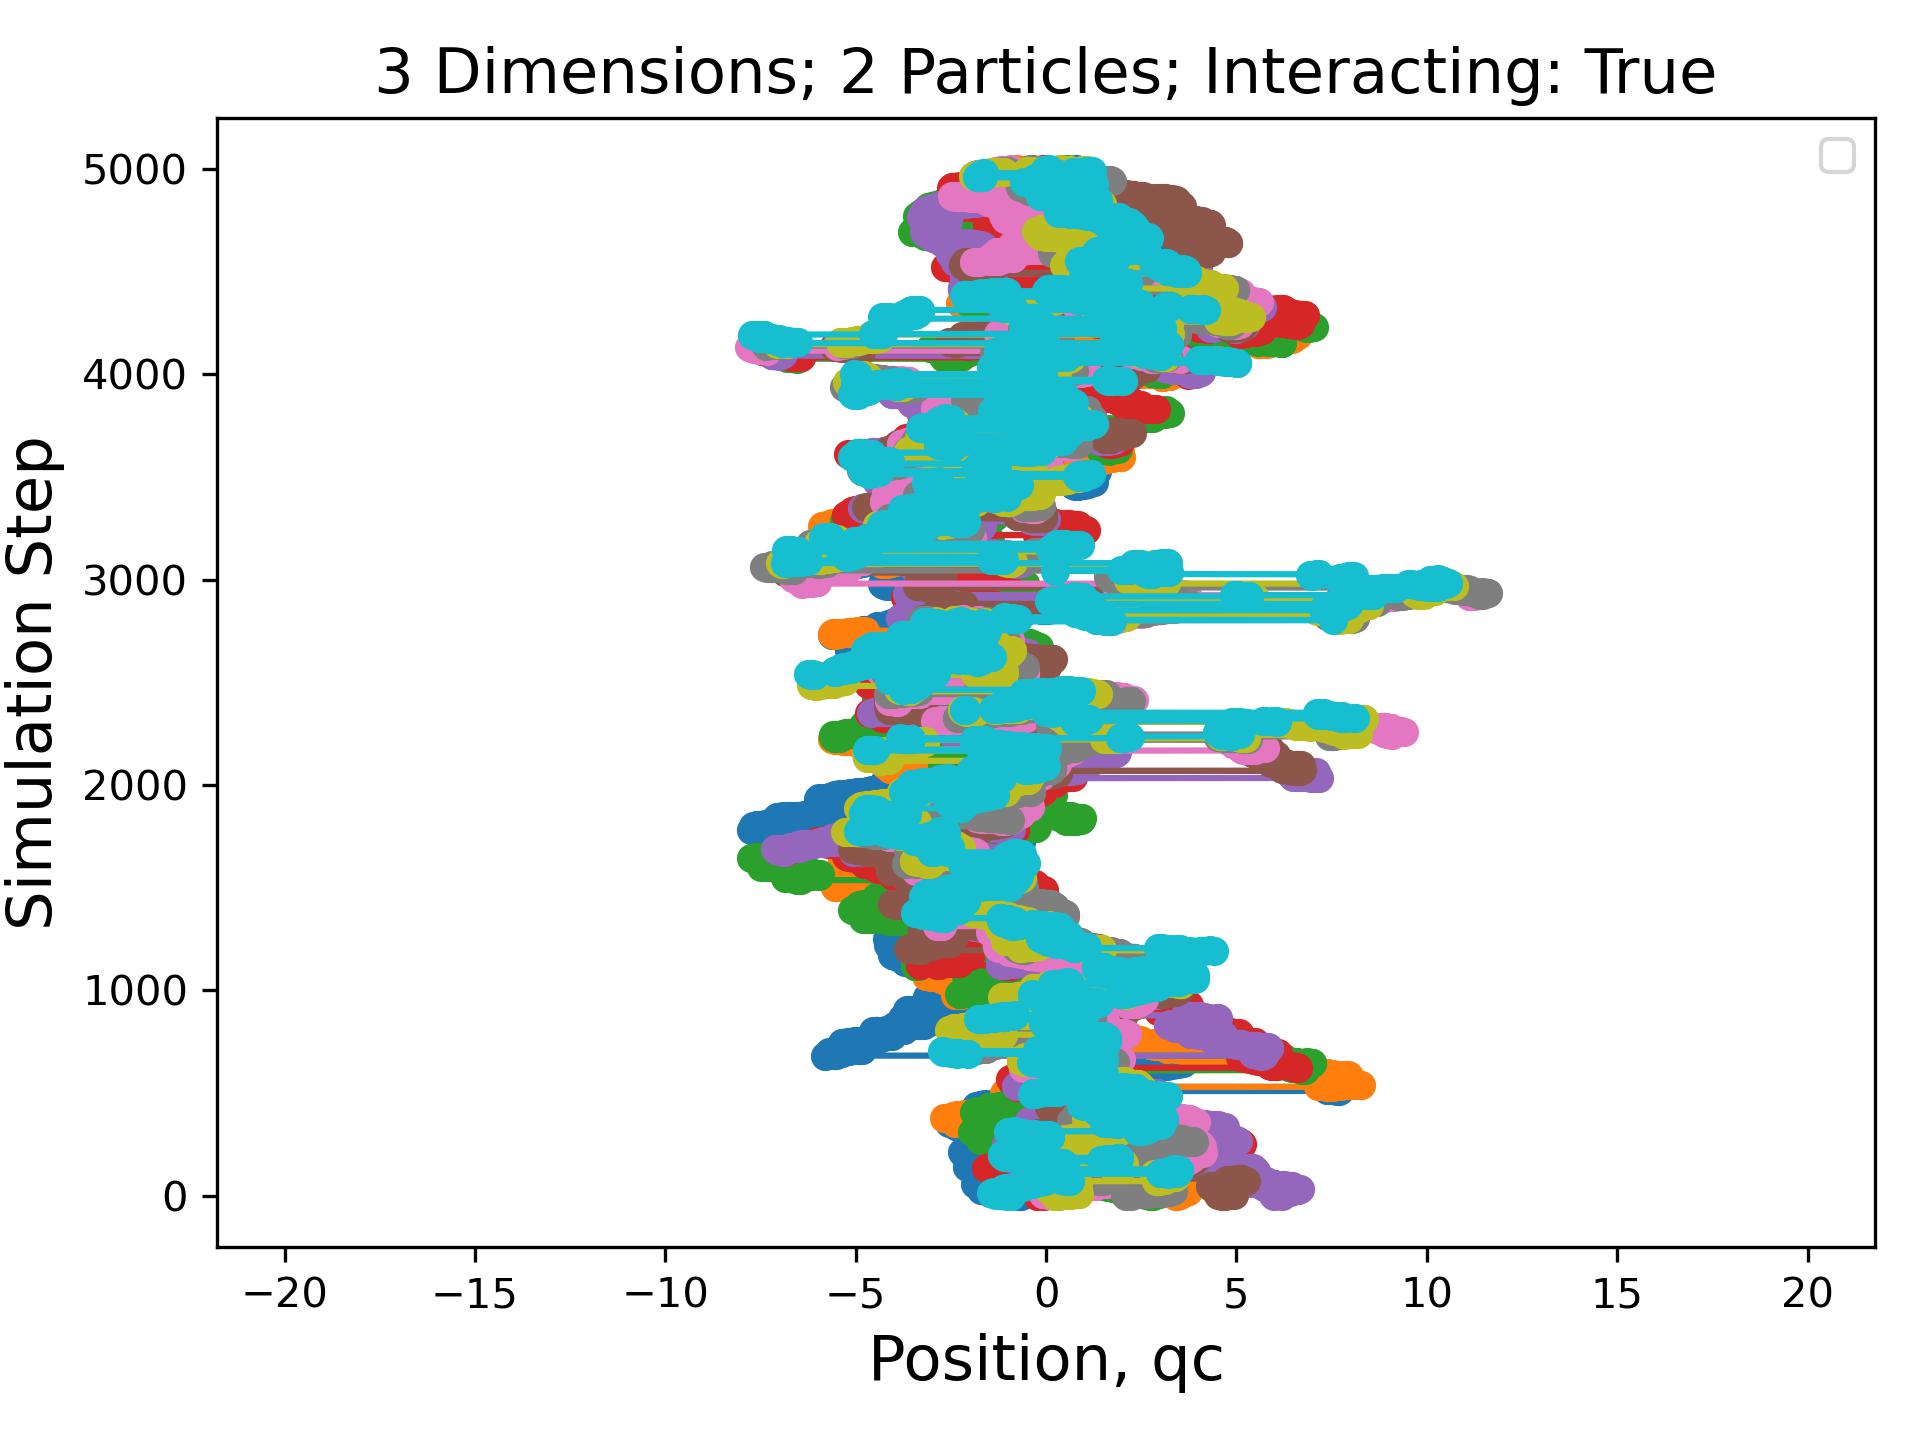 3 Dimensions; 2 Particles; Interacting: True
5000
4000
3000
2000
1000
0
Simulation Step
−20 −15 −10 −5 0 5 10 15 20
Position, qc